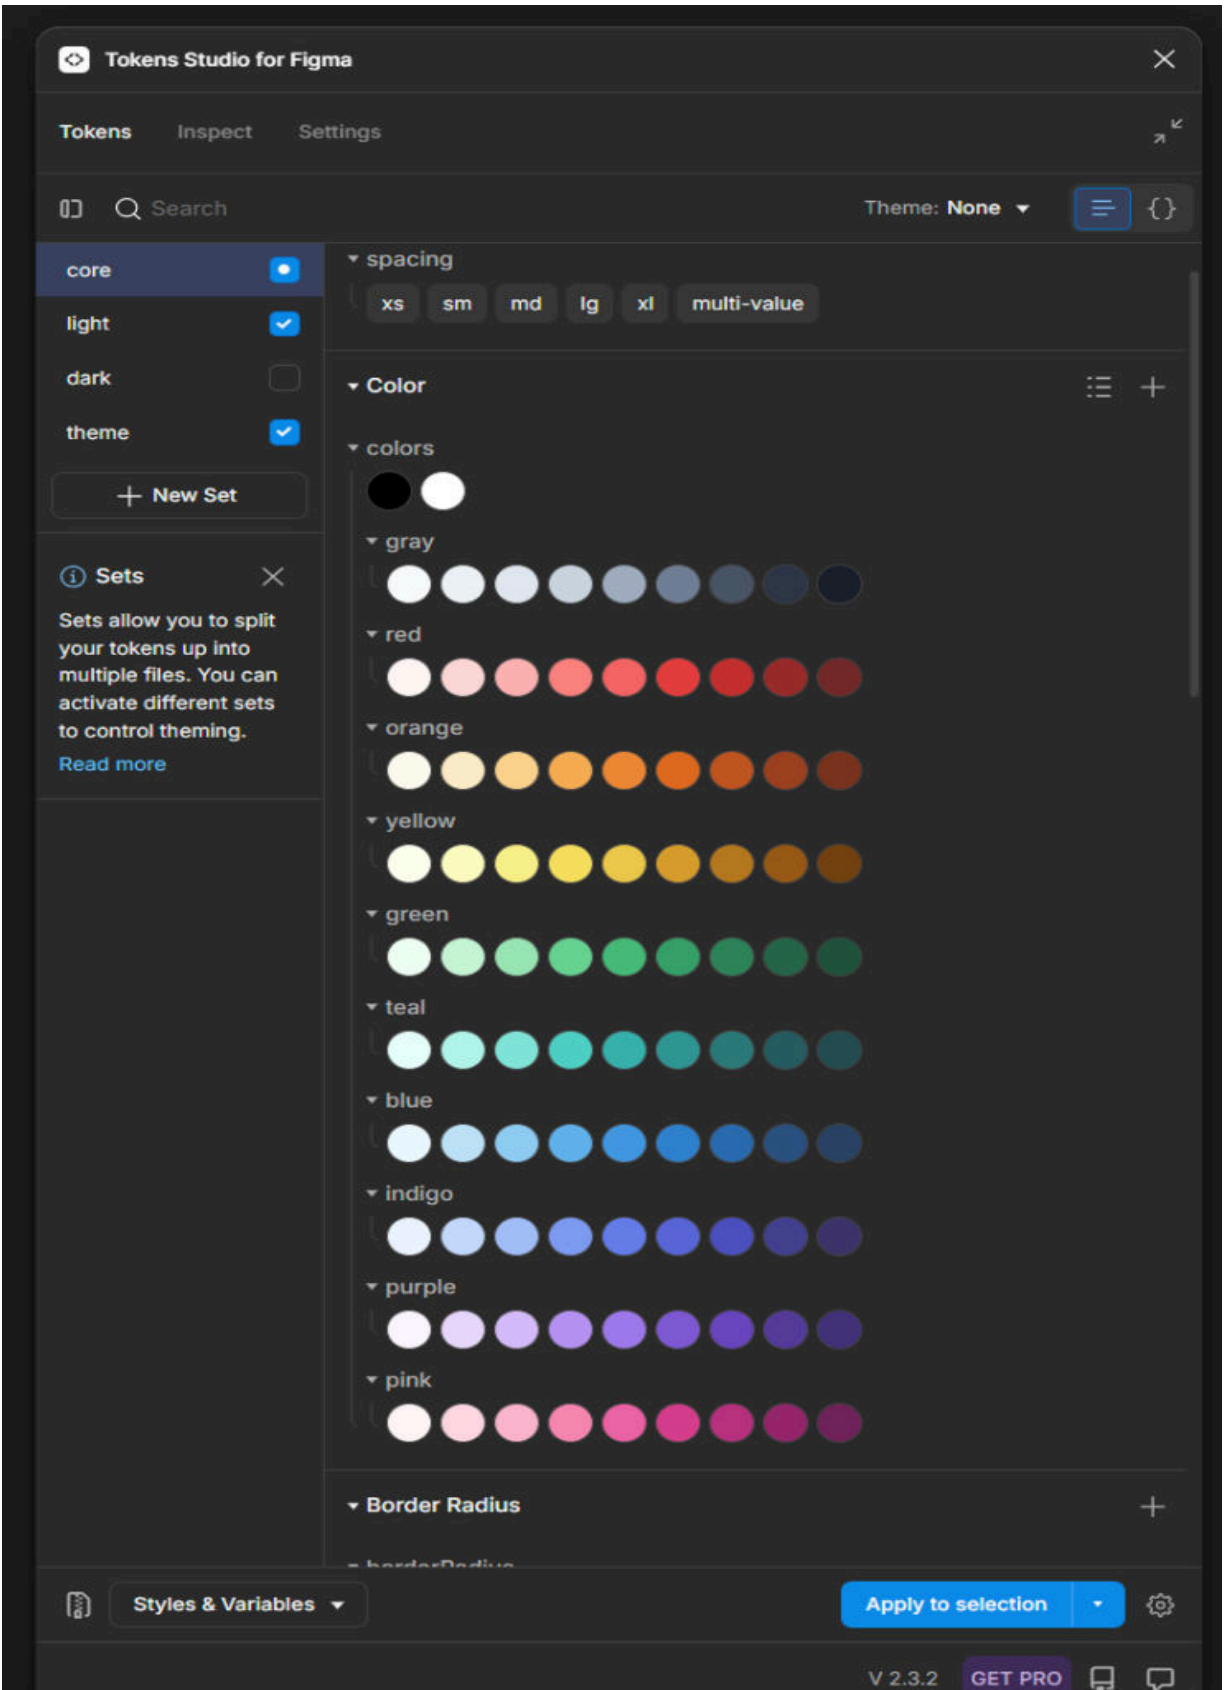 Tokens Studio for Figma
Tokens Inspect Settings
Search Theme: None {}
core
light
dark
theme
New Set
Sets
Sets allow you to split
your tokens up into
multiple files. You can
activate different sets
to control theming.
Read more
spacing
xs sm md lg xl multi-value
Color
colors
gray
red
orange
yellow
green
teal
blue
indigo
purple
pink
Border Radius
borderRadius
Styles & Variables Apply to selection
V 2.3.2 GET PRO